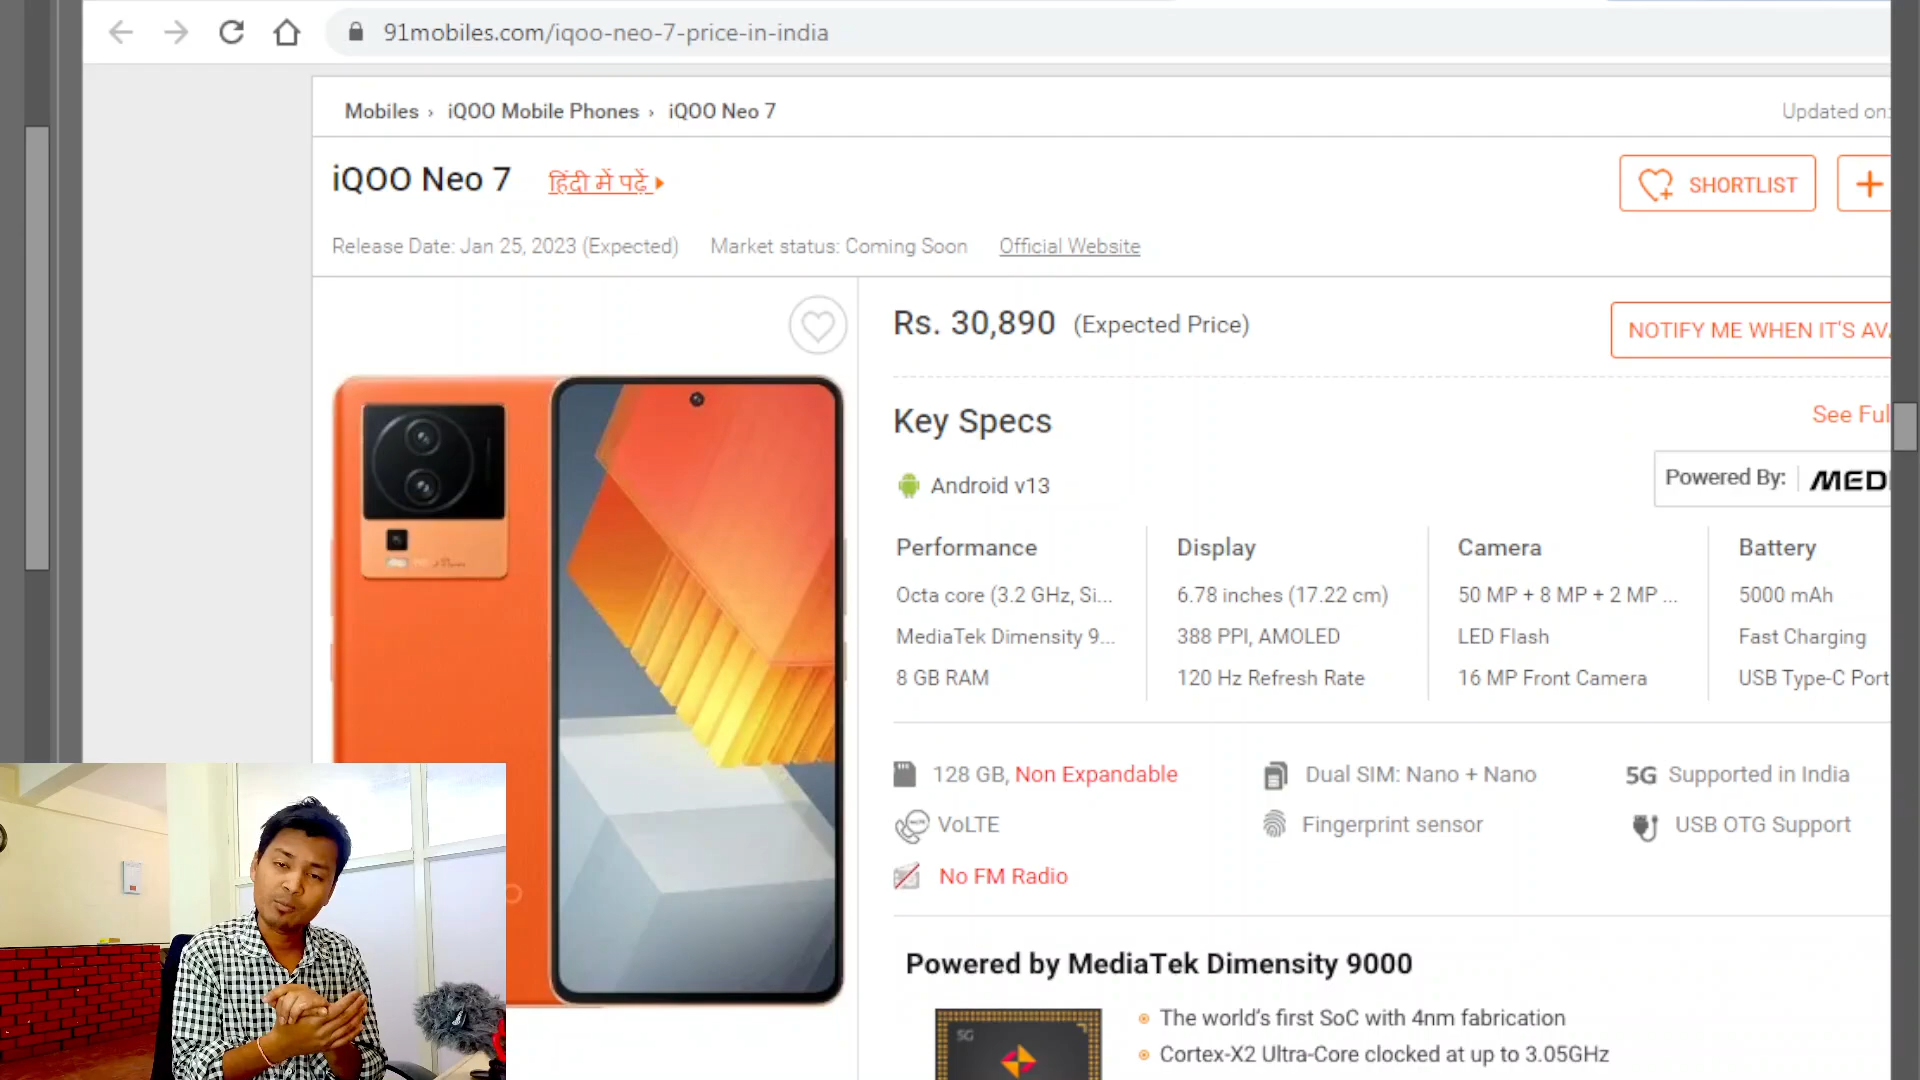 91mobiles.com/iqoo-neo-7-price-in-india
Mobiles › iQOO Mobile Phones › iQOO Neo 7
Updated on:
iQOO Neo 7 हिंदी में पढ़ें
SHORTLIST
Release Date: Jan 25, 2023 (Expected) Market status: Coming Soon Official Website
Rs. 30,890 (Expected Price)
NOTIFY ME WHEN IT'S AV
Key Specs
See Ful
Android v13
Powered By: MED
Performance
Octa core (3.2 GHz, Si...
MediaTek Dimensity 9...
8 GB RAM
Display
6.78 inches (17.22 cm)
388 PPI, AMOLED
120 Hz Refresh Rate
Camera
50 MP + 8 MP + 2 MP ...
LED Flash
16 MP Front Camera
Battery
5000 mAh
Fast Charging
USB Type-C Port
128 GB, Non Expandable
Dual SIM: Nano + Nano
5G Supported in India
VoLTE
Fingerprint sensor
USB OTG Support
No FM Radio
Powered by MediaTek Dimensity 9000
5G
The world's first SoC with 4nm fabrication
Cortex-X2 Ultra-Core clocked at up to 3.05GHz